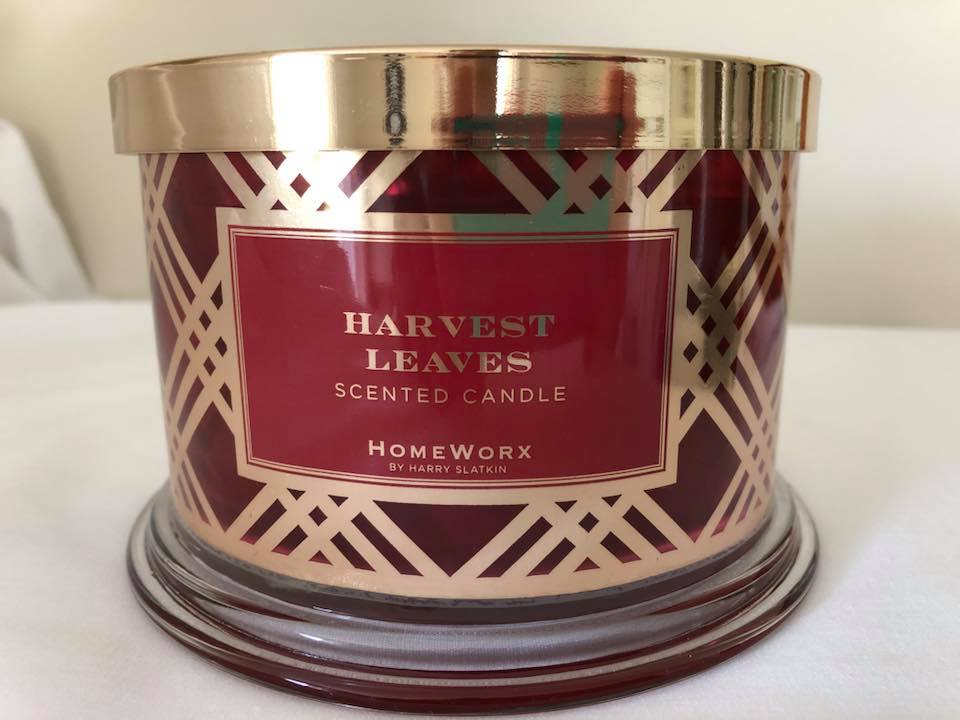 HARVEST
LEAVES
SCENTED CANDLE
HOMEWORX
BY HARRY SLATKIN